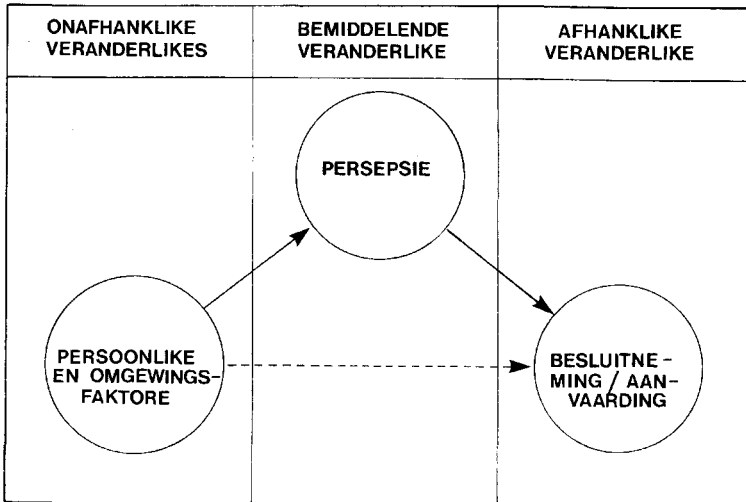 ONAFHANKLIKE
VERANDERLIKES
BEMIDDELENDE
VERANDERLIKE
AFHANKLIKE
VERANDERLIKE
PERSEPSIE
PERSOONLIKE
EN OMGEWINGS-
FAKTORE
BESLUITNE-
MING / AAN-
VAARDING